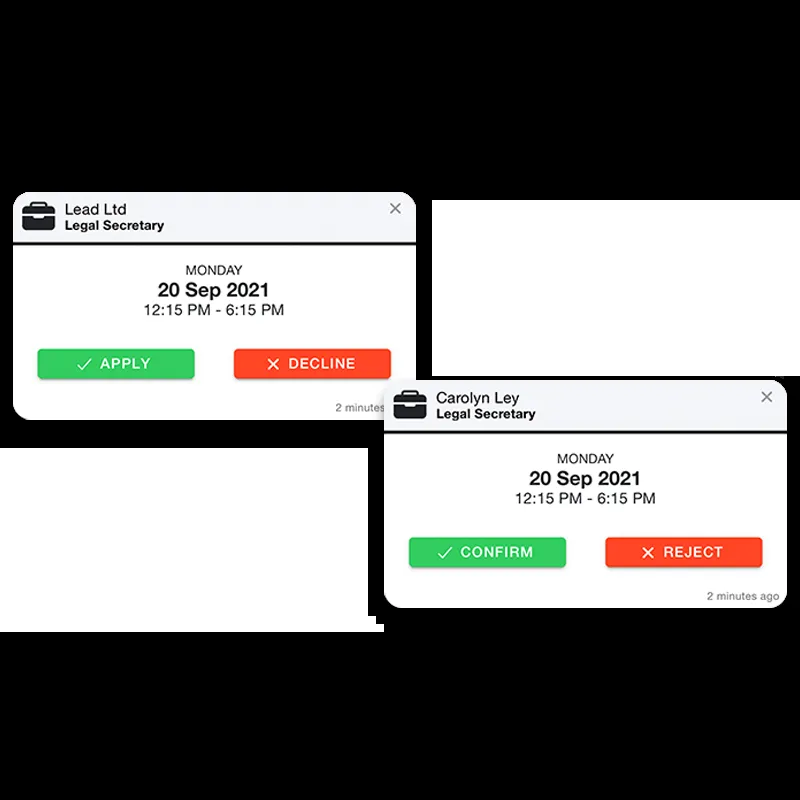 Lead Ltd
Legal Secretary
MONDAY
20 Sep 2021
12:15 PM - 6:15 PM
APPLY
DECLINE
2 minutes
Carolyn Ley
Legal Secretary
MONDAY
20 Sep 2021
12:15 PM - 6:15 PM
CONFIRM
REJECT
2 minutes ago